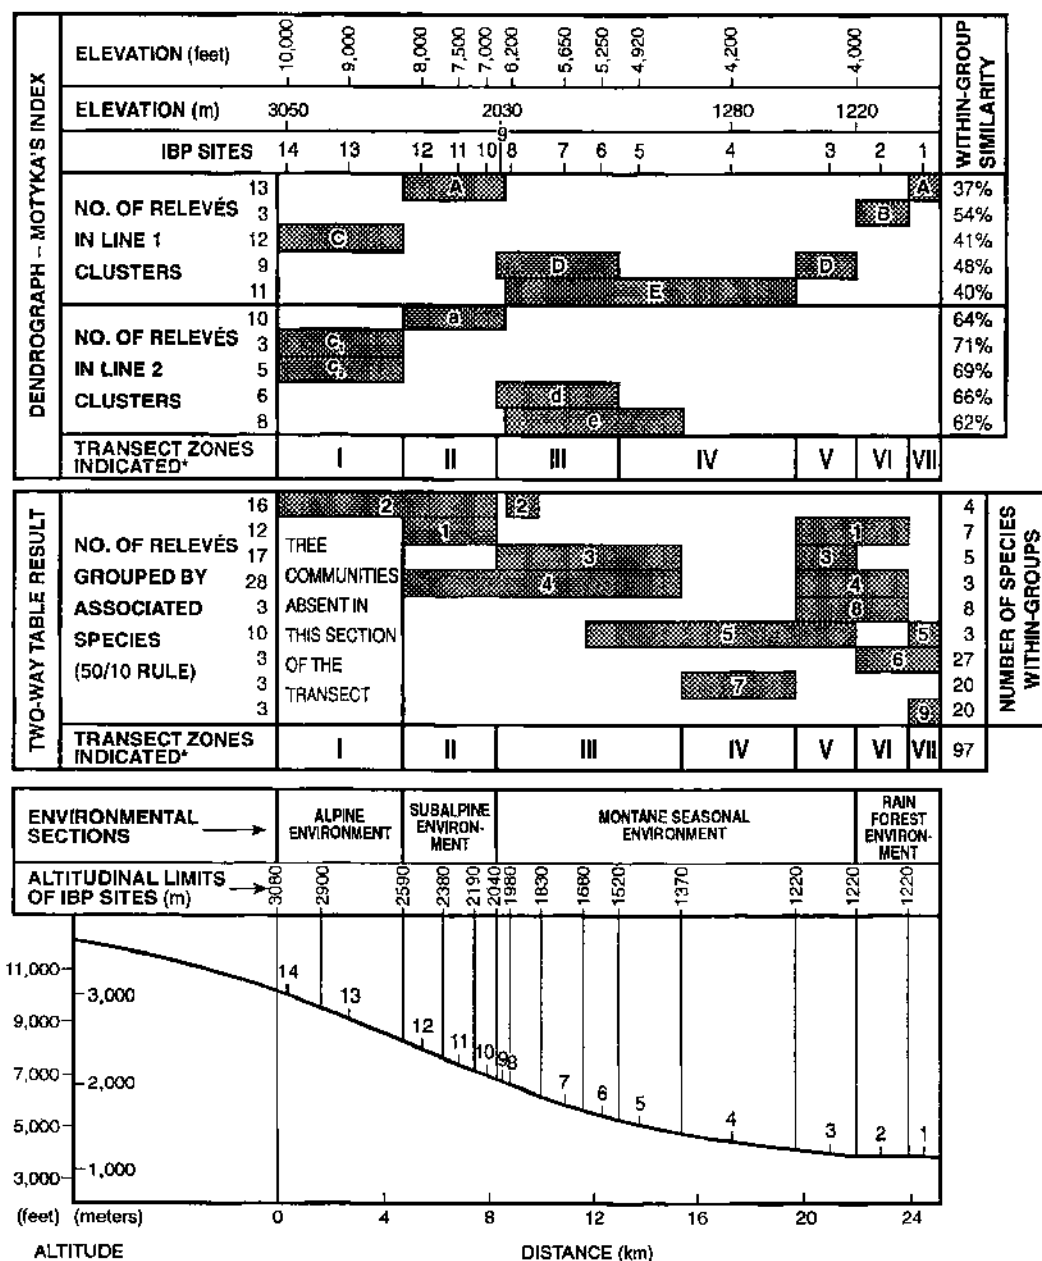 ELEVATION (feet)
10,000 9,000 8,000 7,500 7,000 6,200 5,650 5,250 4,920 4,200 4,000
ELEVATION (m)
3050 2030 1280 1220
IBP SITES
14 13 12 11 10 9 8 7 6 5 4 3 2 1
WITHIN-GROUP
SIMILARITY
DENDROGRAPH – MOTYKA'S INDEX
NO. OF RELEVÉS
IN LINE 1
CLUSTERS
13 A A 37%
3 B 54%
12 C 41%
9 D D 48%
11 E 40%
NO. OF RELEVÉS
IN LINE 2
CLUSTERS
10 a 64%
3 c 71%
5 c 69%
6 d 66%
8 e 62%
TRANSECT ZONES
INDICATED*
I II III IV V VI VII
TWO-WAY TABLE RESULT
NO. OF RELEVÉS
GROUPED BY
ASSOCIATED
SPECIES
(50/10 RULE)
16 2 2 4
12 1 1 7
17 3 3 5
28 4 4 3
3 8 8
10 5 5 3
3 6 27
3 7 20
3 9 20
TREE
COMMUNITIES
ABSENT IN
THIS SECTION
OF THE
TRANSECT
NUMBER OF SPECIES
WITHIN-GROUPS
TRANSECT ZONES
INDICATED*
I II III IV V VI VII 97
ENVIRONMENTAL
SECTIONS
ALPINE
ENVIRONMENT
SUBALPINE
ENVIRON-
MENT
MONTANE SEASONAL
ENVIRONMENT
RAIN
FOREST
ENVIRON-
MENT
ALTITUDINAL LIMITS
OF IBP SITES (m)
3080 2900 2590 2380 2190 2040 1980 1830 1680 1520 1370 1220 1220 1220
14 13 12 11 10 9 8 7 6 5 4 3 2 1
11,000
9,000
7,000
5,000
3,000
3,000
2,000
1,000
(feet) (meters) 0 4 8 12 16 20 24
ALTITUDE DISTANCE (km)